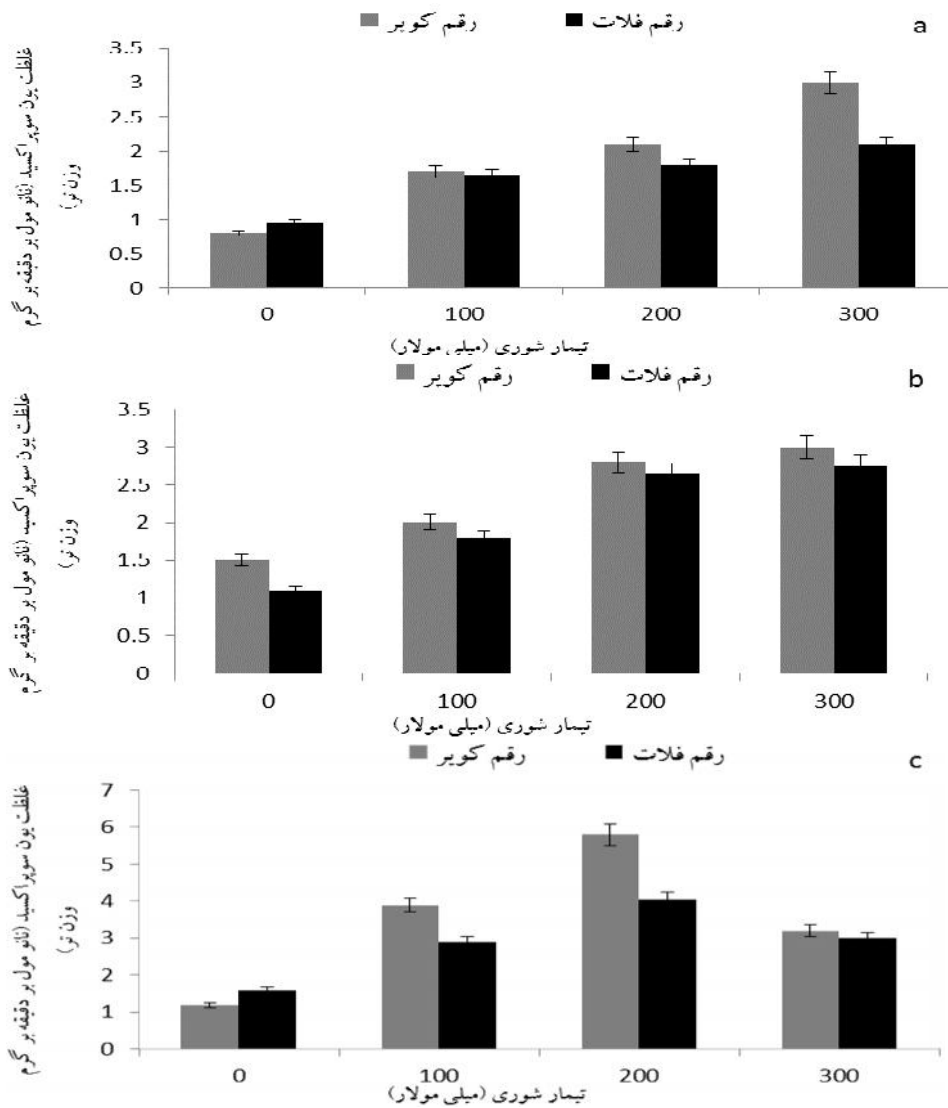 رقم کویر رقم فلات a
غلظت یون سوپراکسید (نانو مول بر دقیقه بر گرم
وزن تر)
3.5
3
2.5
2
1.5
1
0.5
0
0 100 200 300
تیمار شوری (میلی مولار)
رقم کویر رقم فلات b
غلظت یون سوپراکسید (نانو مول بر دقیقه بر گرم
وزن تر)
3.5
3
2.5
2
1.5
1
0.5
0
0 100 200 300
تیمار شوری (میلی مولار)
رقم کویر رقم فلات c
غلظت یون سوپراکسید (نانو مول بر دقیقه بر گرم
وزن تر)
7
6
5
4
3
2
1
0
0 100 200 300
تیمار شوری (میلی مولار)